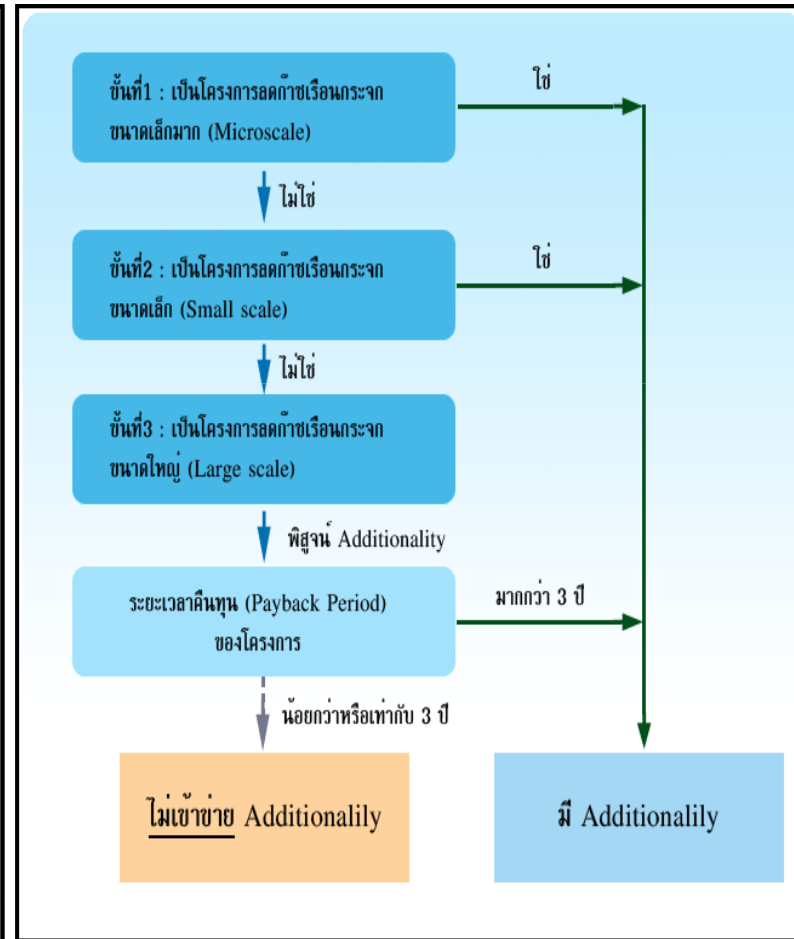 ขั้นที่1 : เป็นโครงการลดก๊าซเรือนกระจก
ขนาดเล็กมาก (Microscale)
ใช่
ไม่ใช่
ขั้นที่2 : เป็นโครงการลดก๊าซเรือนกระจก
ขนาดเล็ก (Small scale)
ใช่
ไม่ใช่
ขั้นที่3 : เป็นโครงการลดก๊าซเรือนกระจก
ขนาดใหญ่ (Large scale)
พิสูจน์ Additionality
ระยะเวลาคืนทุน (Payback Period)
ของโครงการ
มากกว่า 3 ปี
น้อยกว่าหรือเท่ากับ 3 ปี
ไม่เข้าข่าย Additionalily
มี Additionalily